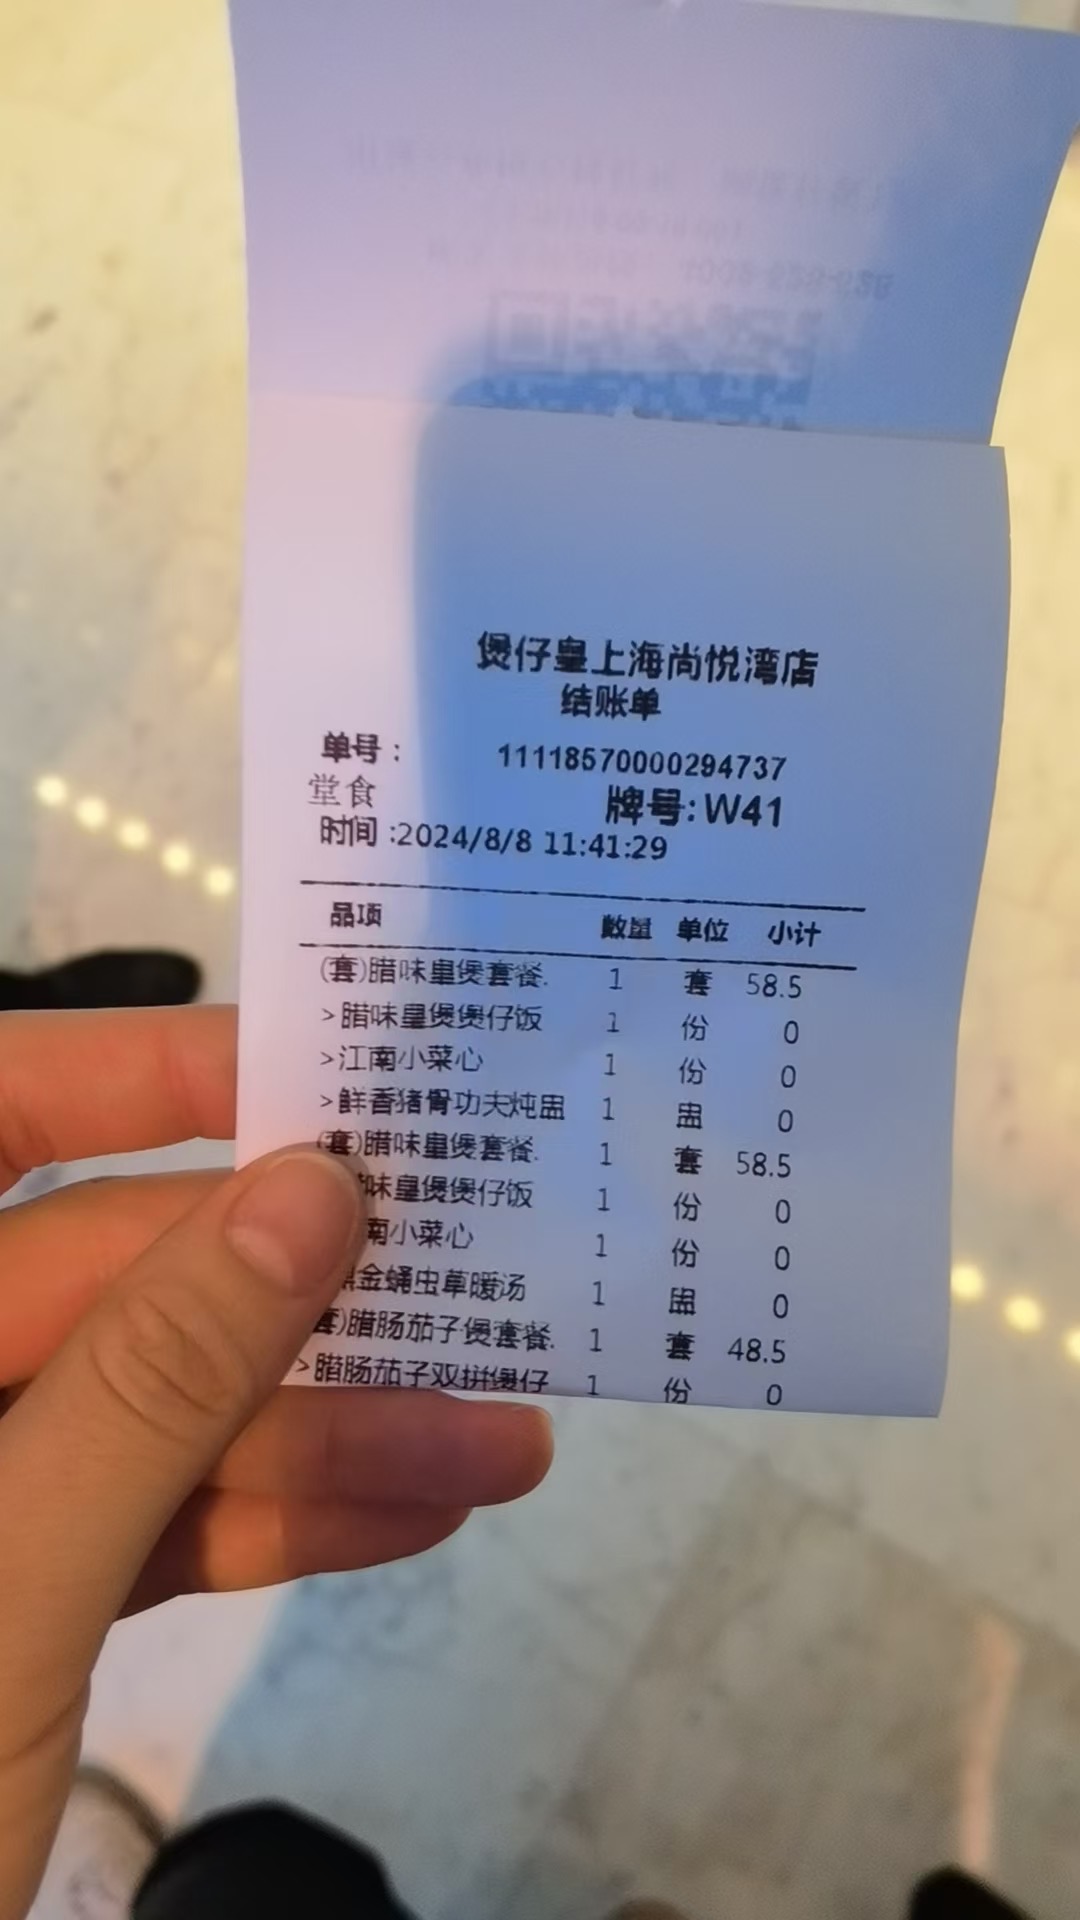 煲仔皇上海尚悦湾店
结账单
单号： 11118570000294737
堂食 牌号:W41
时间 :2024/8/8 11:41:29
品项 数量 单位 小计
(套)腊味皇煲套餐. 1 套 58.5
>腊味皇煲煲仔饭 1 份 0
>江南小菜心 1 份 0
>鲜香猪骨功夫炖盅 1 盅 0
(套)腊味皇煲套餐. 1 套 58.5
味皇煲煲仔饭 1 份 0
南小菜心 1 份 0
金蛹虫草暖汤 1 盅 0
套)腊肠茄子煲套餐. 1 套 48.5
>腊肠茄子双拼煲仔 1 份 0